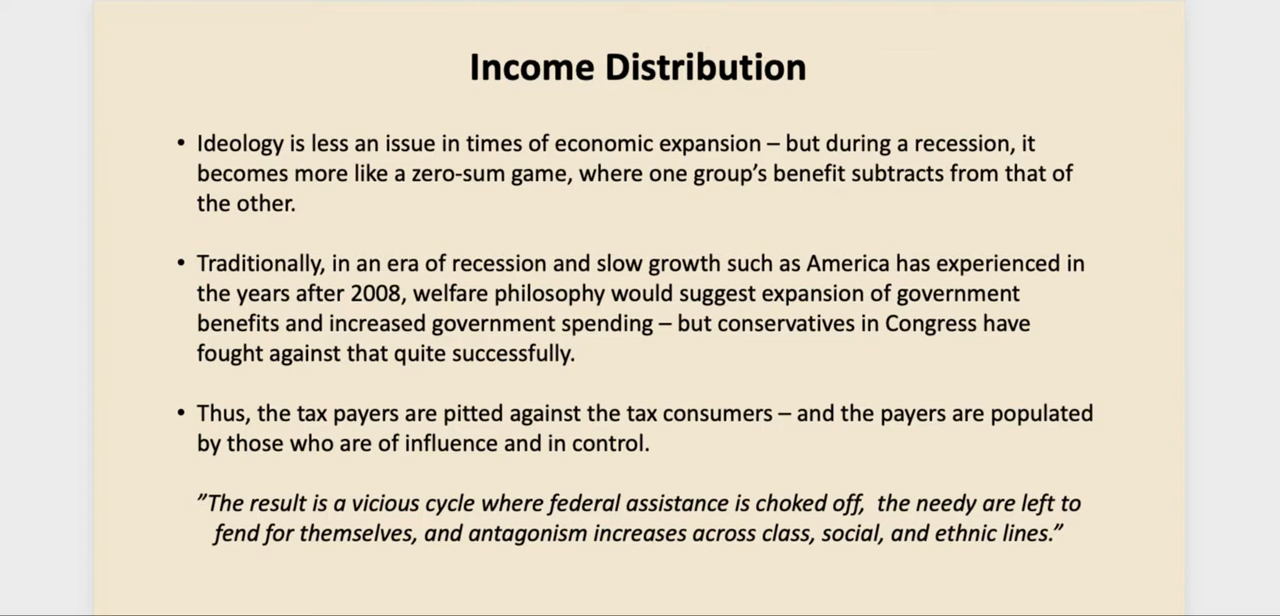 Income Distribution
• Ideology is less an issue in times of economic expansion – but during a recession, it
becomes more like a zero-sum game, where one group’s benefit subtracts from that of
the other.
• Traditionally, in an era of recession and slow growth such as America has experienced in
the years after 2008, welfare philosophy would suggest expansion of government
benefits and increased government spending – but conservatives in Congress have
fought against that quite successfully.
• Thus, the tax payers are pitted against the tax consumers – and the payers are populated
by those who are of influence and in control.
”The result is a vicious cycle where federal assistance is choked off,  the needy are left to
fend for themselves, and antagonism increases across class, social, and ethnic lines.”